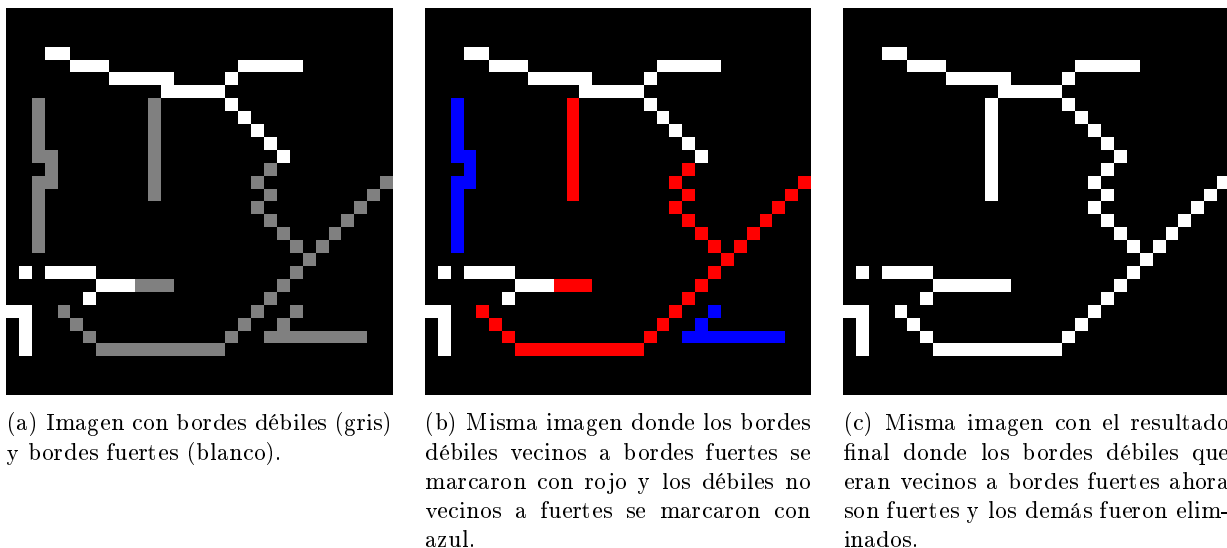 (a) Imagen con bordes débiles (gris)
y bordes fuertes (blanco).
(b) Misma imagen donde los bordes
débiles vecinos a bordes fuertes se
marcaron con rojo y los débiles no
vecinos a fuertes se marcaron con
azul.
(c) Misma imagen con el resultado
final donde los bordes débiles que
eran vecinos a bordes fuertes ahora
son fuertes y los demás fueron elim-
inados.